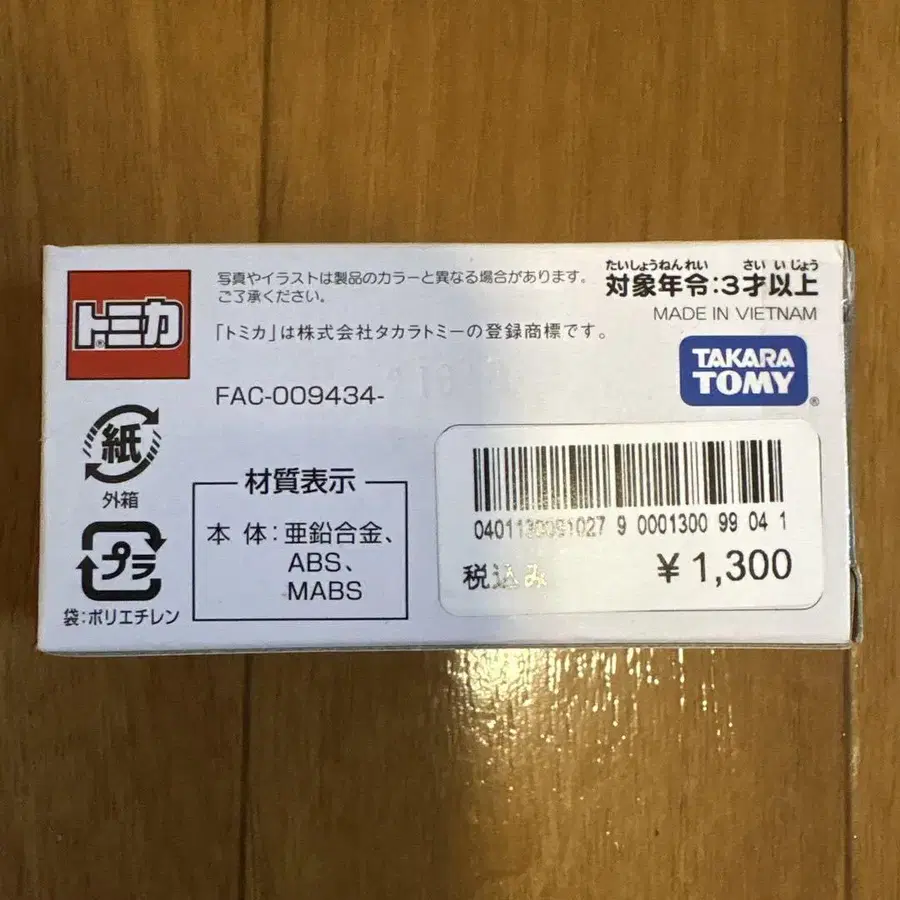 トミカ®
写真やイラストは製品のカラーと異なる場合があります。
ご了承ください。
「トミカ」は株式会社タカラトミーの登録商標です。
FAC-009434-
たいしょうねんれい さい いじょう
対象年令:3才以上
MADE IN VIETNAM
TAKARA
TOMY®
紙
外箱
プラ
袋:ポリエチレン
材質表示
本 体:亜鉛合金、
ABS、
MABS
0401130091027 9 0001300 99 04 1
税込み ¥1,300